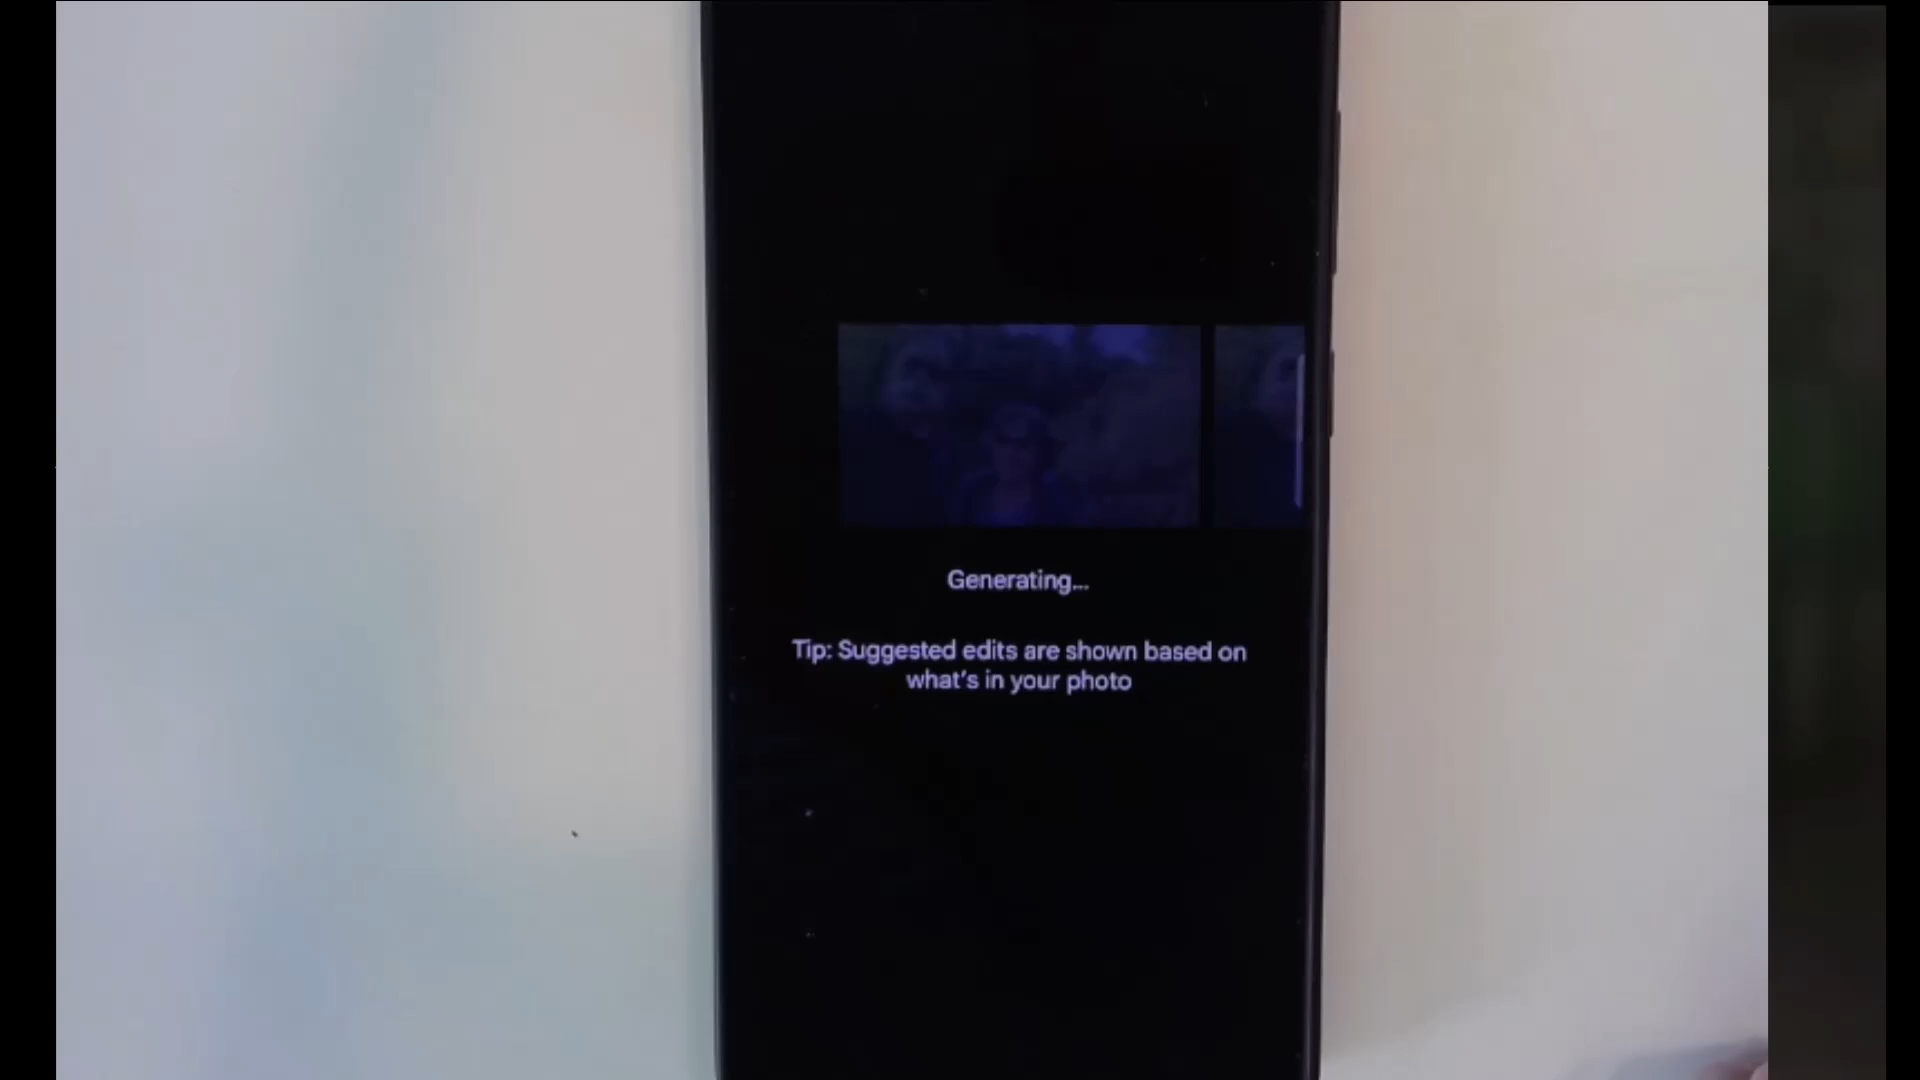 Generating...
Tip: Suggested edits are shown based on
what's in your photo